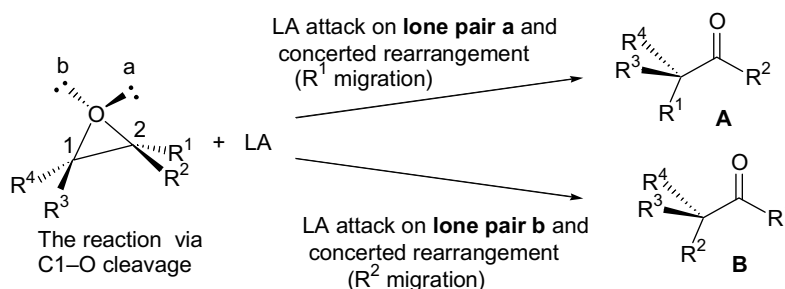 LA attack on lone pair a and
concerted rearrangement
(R¹ migration)
R⁴
O
R³
R²
R¹
A
b
a
O
1
2
R¹
R²
R⁴
R³
+ LA
The reaction via
C1–O cleavage
LA attack on lone pair b and
concerted rearrangement
(R² migration)
R⁴
O
R³
R
R²
B